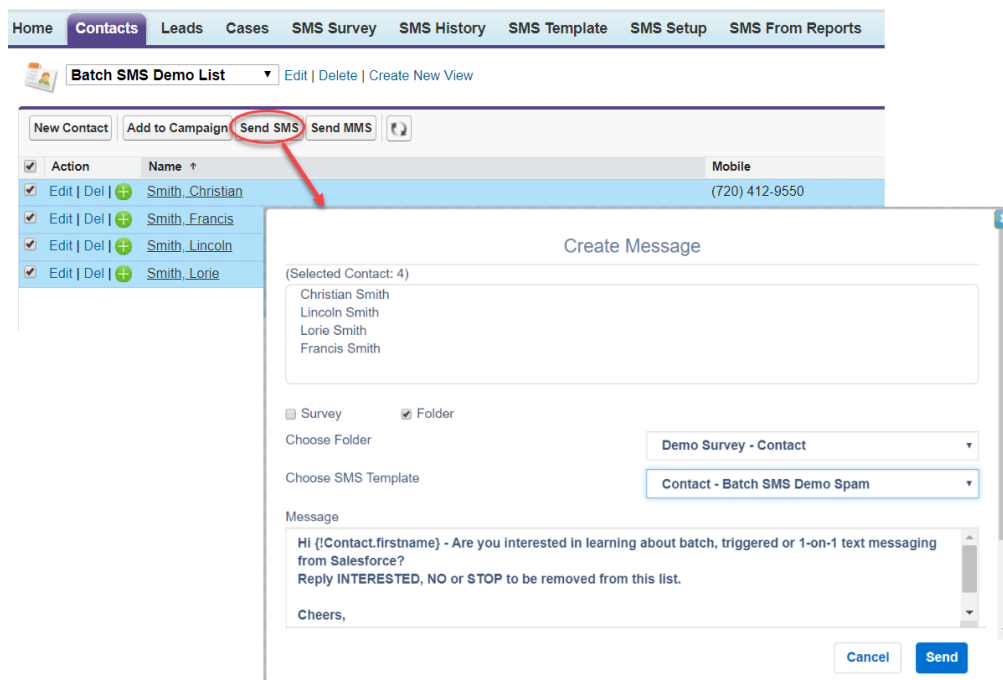 Home Contacts Leads Cases SMS Survey SMS History SMS Template SMS Setup SMS From Reports
Batch SMS Demo List Edit | Delete | Create New View
New Contact Add to Campaign Send SMS Send MMS
Action Name Mobile
Edit | Del | Smith, Christian (720) 412-9550
Edit | Del | Smith, Francis
Edit | Del | Smith, Lincoln
Edit | Del | Smith, Lorie
Create Message
(Selected Contact: 4)
Christian Smith
Lincoln Smith
Lorie Smith
Francis Smith
Survey Folder
Choose Folder Demo Survey - Contact
Choose SMS Template Contact - Batch SMS Demo Spam
Message
Hi {!Contact.firstname} - Are you interested in learning about batch, triggered or 1-on-1 text messaging
from Salesforce?
Reply INTERESTED, NO or STOP to be removed from this list.
Cheers,
Cancel Send